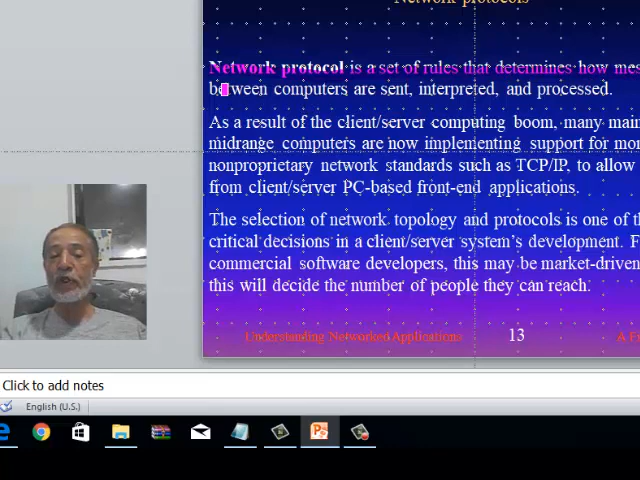 Network protocols
Network protocol is a set of rules that determines how mes
between computers are sent, interpreted, and processed.
As a result of the client/server computing boom, many main
midrange computers are now implementing support for mor
nonproprietary network standards such as TCP/IP, to allow
from client/server PC-based front-end applications.
The selection of network topology and protocols is one of th
critical decisions in a client/server system's development. F
commercial software developers, this may be market-driven
this will decide the number of people they can reach.
Understanding Networked Applications
13
A Fi
Click to add notes
English (U.S.)